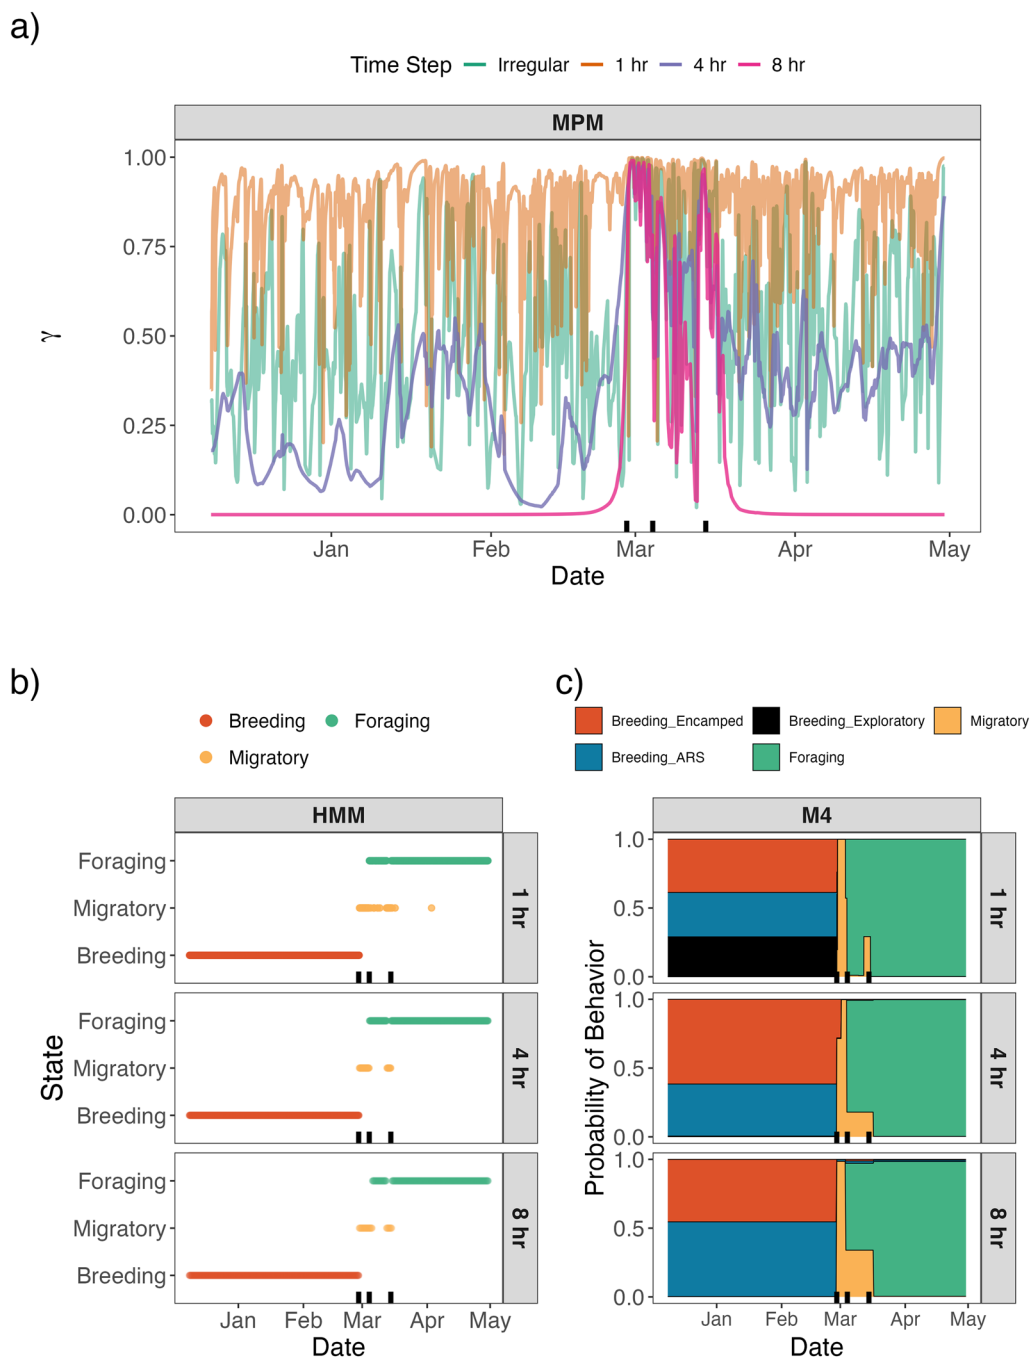 a)
Time Step Irregular 1 hr 4 hr 8 hr
MPM
1.00
0.75
0.50
0.25
0.00
γ
Jan Feb Mar Apr May
Date
b)
Breeding Foraging
Migratory
HMM
Foraging
Migratory
Breeding
1 hr
Foraging
Migratory
Breeding
4 hr
Foraging
Migratory
Breeding
8 hr
State
Jan Feb Mar Apr May
Date
c)
Breeding_Encamped Breeding_Exploratory Migratory
Breeding_ARS Foraging
M4
1.0
0.5
0.0
1 hr
1.0
0.5
0.0
4 hr
1.0
0.5
0.0
8 hr
Probability of Behavior
Jan Feb Mar Apr May
Date